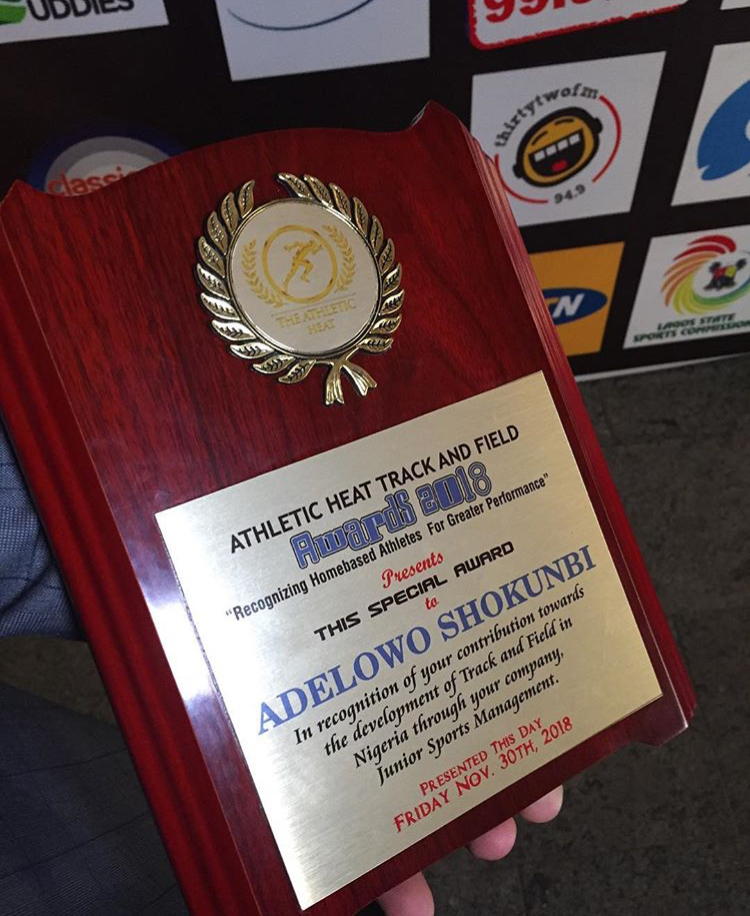 UDDIES
99.
classic
thirtytwofm
94.9
TN
LAGOS STATE
SPORTS COMMISSION
THE ATHLETIC
HEAT
ATHLETIC HEAT TRACK AND FIELD
AwardS 2018
"Recognizing Homebased Athletes For Greater Performance"
Presents
THIS SPECIAL AWARD
to
ADELOWO SHOKUNBI
In recognition of your contribution towards
the development of Track and Field in
Nigeria through your company,
Junior Sports Management.
PRESENTED THIS DAY
FRIDAY NOV. 30TH, 2018